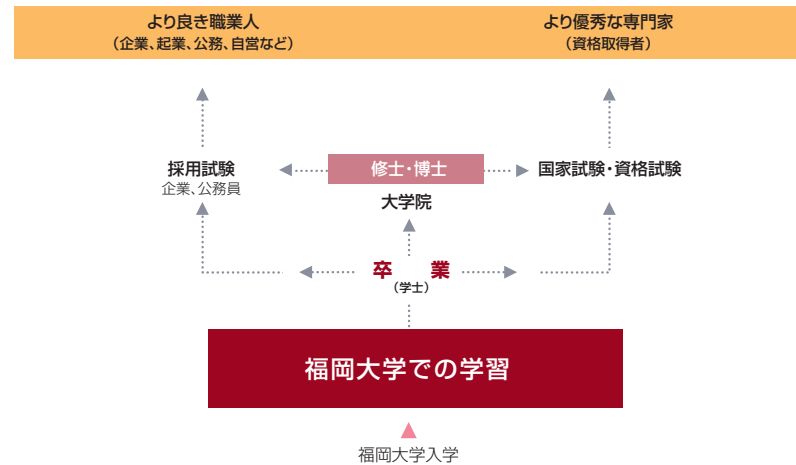 より良き職業人
（企業、起業、公務、自営など）
より優秀な専門家
（資格取得者）
採用試験
企業、公務員
修士・博士
大学院
国家試験・資格試験
卒　業
（学士）
福岡大学での学習
福岡大学入学